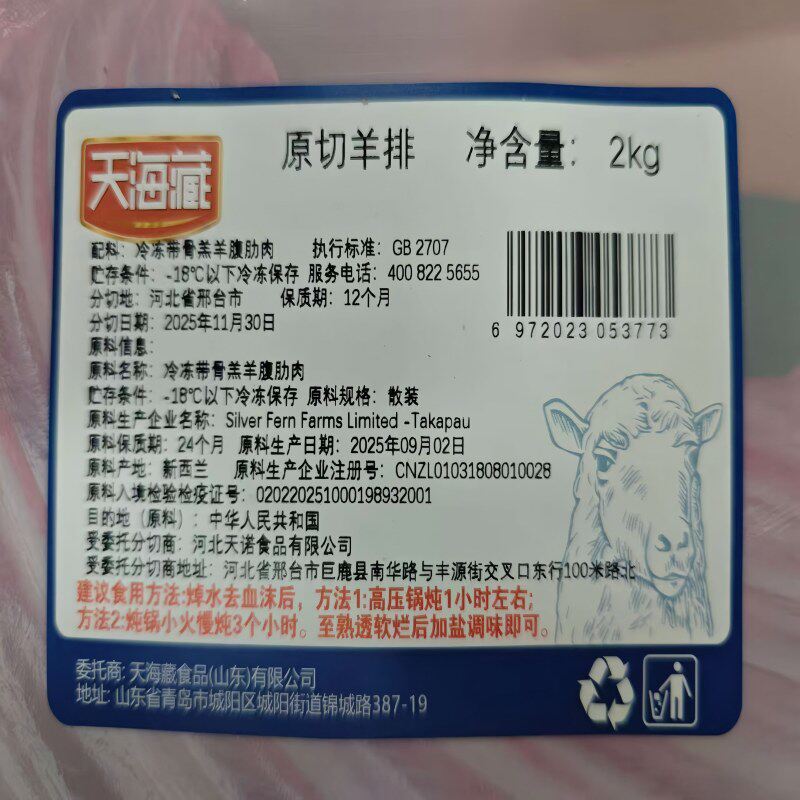 天海藏
原切羊排 净含量: 2kg
配料: 冷冻带骨羔羊腹肋肉 执行标准: GB 2707
贮存条件: -18℃以下冷冻保存 服务电话: 400 822 5655
分切地: 河北省邢台市 保质期: 12个月
分切日期: 2025年11月30日
原料信息:
原料名称: 冷冻带骨羔羊腹肋肉
贮存条件: -18℃以下冷冻保存 原料规格: 散装
原料生产企业名称: Silver Fern Farms Limited -Takapau
原料保质期: 24个月 原料生产日期: 2025年09月02日
原料产地: 新西兰 原料生产企业注册号: CNZL01031808010028
原料入境检验检疫证号: 020220251000198932001
目的地（原料）: 中华人民共和国
受委托分切商: 河北天诺食品有限公司
受委托分切商地址: 河北省邢台市巨鹿县南华路与丰源街交叉口东行100米路北
建议食用方法:焯水去血沫后，方法1:高压锅炖1小时左右;
方法2:炖锅小火慢炖3个小时。至熟透软烂后加盐调味即可。
6 972023 053773
委托商: 天海藏食品(山东)有限公司
地址: 山东省青岛市城阳区城阳街道锦城路387-19